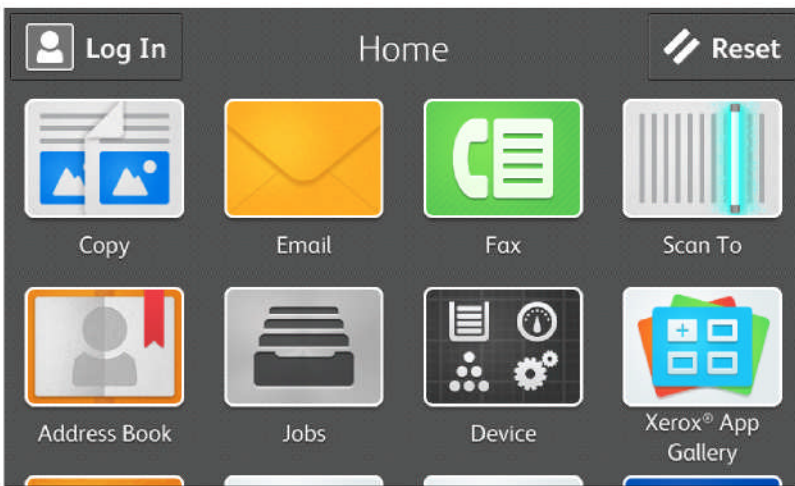 Log In
Home
Reset
Copy
Email
Fax
Scan To
Address Book
Jobs
Device
Xerox® App
Gallery